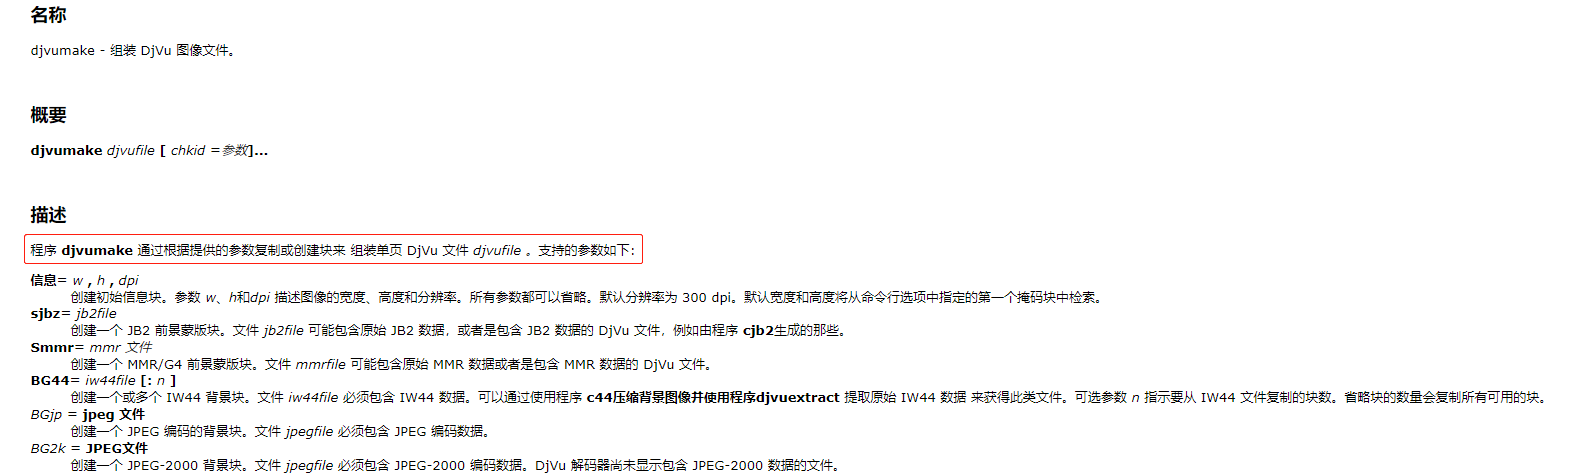 名称
djvumake - 组装 DjVu 图像文件。
概要
djvumake djvufile [ chkid =参数]...
描述
程序 djvumake 通过根据提供的参数复制或创建块来 组装单页 DjVu 文件 djvufile 。支持的参数如下：
信息= w , h , dpi
创建初始信息块。参数 w、h和dpi 描述图像的宽度、高度和分辨率。所有参数都可以省略。默认分辨率为 300 dpi。默认宽度和高度将从命令行选项中指定的第一个掩码块中检索。
sjbz= jb2file
创建一个 JB2 前景蒙版块。文件 jb2file 可能包含原始 JB2 数据，或者是包含 JB2 数据的 DjVu 文件，例如由程序 cjb2生成的那些。
Smmr= mmr 文件
创建一个 MMR/G4 前景蒙版块。文件 mmrfile 可能包含原始 MMR 数据或者是包含 MMR 数据的 DjVu 文件。
BG44= iw44file [: n ]
创建一个或多个 IW44 背景块。文件 iw44file 必须包含 IW44 数据。可以通过使用程序 c44压缩背景图像并使用程序djvuextract 提取原始 IW44 数据 来获得此类文件。可选参数 n 指示要从 IW44 文件复制的块数。省略块的数量会复制所有可用的块。
BGjp = jpeg 文件
创建一个 JPEG 编码的背景块。文件 jpegfile 必须包含 JPEG 编码数据。
BG2k = JPEG文件
创建一个 JPEG-2000 背景块。文件 jpegfile 必须包含 JPEG-2000 编码数据。DjVu 解码器尚未显示包含 JPEG-2000 数据的文件。